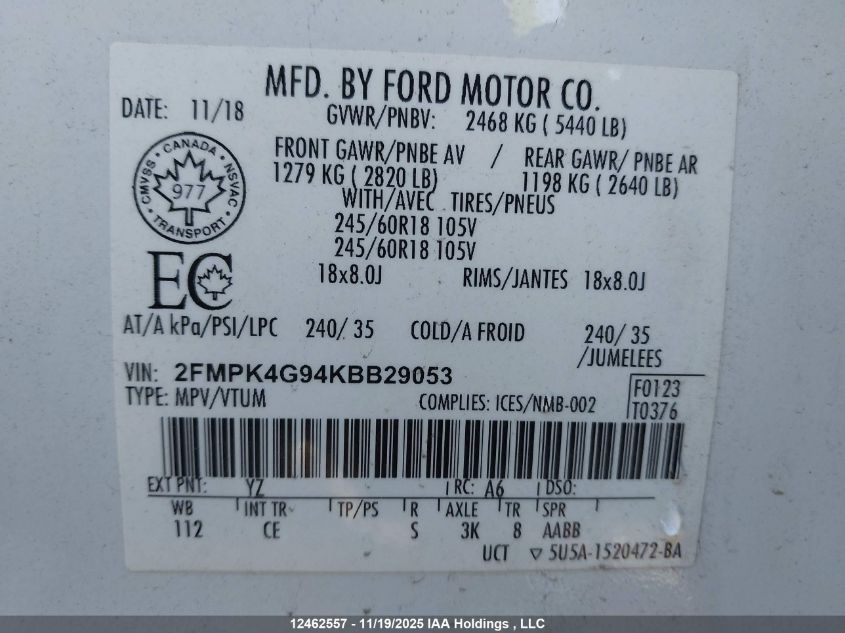 MFD. BY FORD MOTOR CO.
DATE: 11/18
GVWR/PNBV: 2468 KG ( 5440 LB)
FRONT GAWR/PNBE AV / REAR GAWR/ PNBE AR
1279 KG ( 2820 LB) 1198 KG ( 2640 LB)
WITH/AVEC TIRES/PNEUS
245/60R18 105V
245/60R18 105V
18x8.0J RIMS/JANTES 18x8.0J
CANADA
CMVSS NSVAC
977
TRANSPORT
EC
AT/A kPa/PSI/LPC 240/ 35 COLD/A FROID 240/ 35
/JUMELEES
VIN: 2FMPK4G94KBB29053
TYPE: MPV/VTUM COMPLIES: ICES/NMB-002
F0123
T0376
EXT PNT: YZ RC: A6 DSO:
WB INT TR TP/PS R AXLE TR SPR
112 CE S 3K 8 AABB
UCT ▽ 5U5A-1520472-BA
12462557 - 11/19/2025 IAA Holdings , LLC